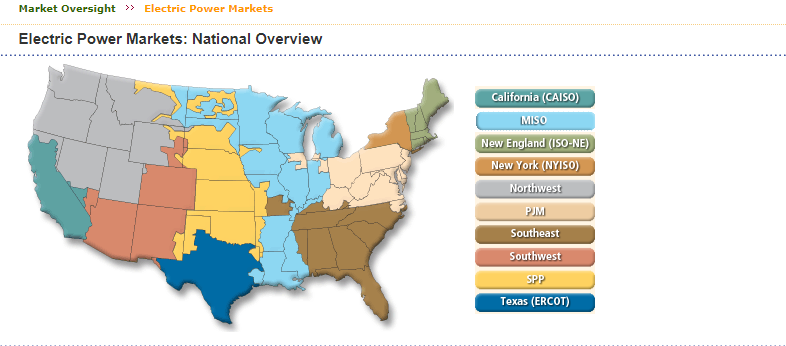 Market Oversight >> Electric Power Markets
Electric Power Markets: National Overview
California (CAISO)
MISO
New England (ISO-NE)
New York (NYISO)
Northwest
PJM
Southeast
Southwest
SPP
Texas (ERCOT)